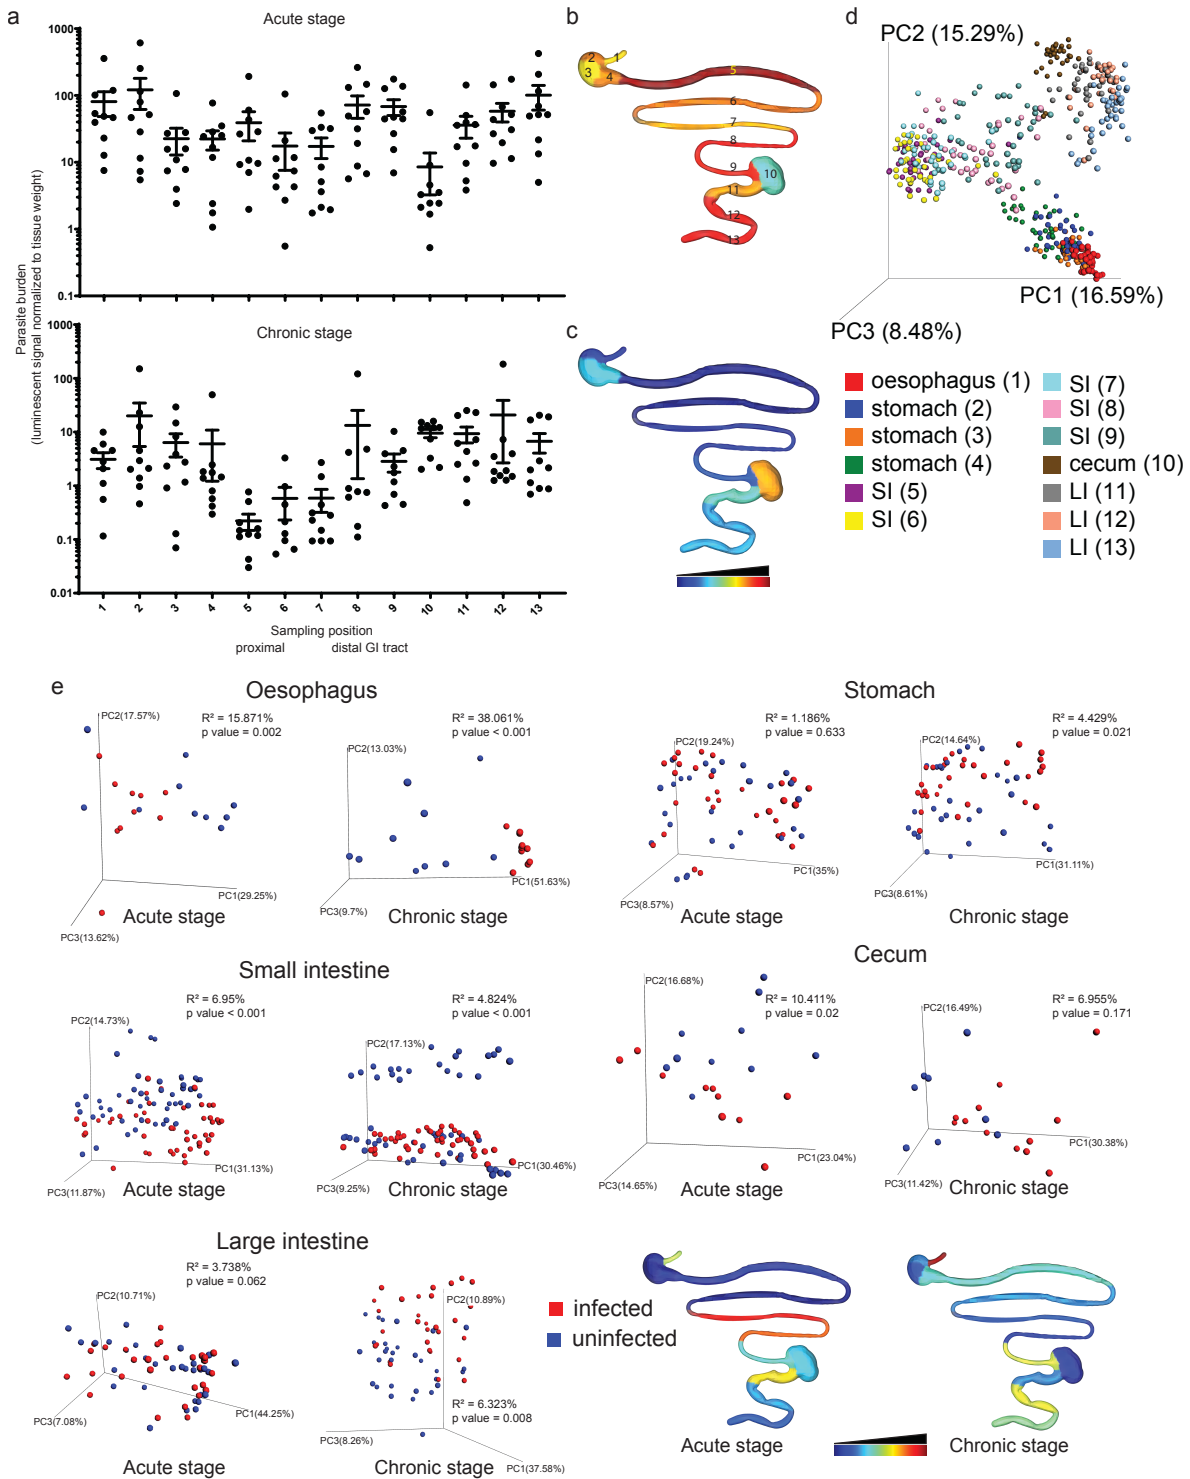 a
Acute stage
1000
100
10
1
0.1
Parasite burden
(luminescent signal normalized to tissue weight)
Chronic stage
1000
100
10
1
0.1
0.01
1 2 3 4 5 6 7 8 9 10 11 12 13
Sampling position
proximal distal GI tract
b
1
2
3
4
5
6
7
8
9
10
11
12
13
c
d
PC2 (15.29%)
PC1 (16.59%)
PC3 (8.48%)
oesophagus (1)
stomach (2)
stomach (3)
stomach (4)
SI (5)
SI (6)
SI (7)
SI (8)
SI (9)
cecum (10)
LI (11)
LI (12)
LI (13)
e
Oesophagus
PC2(17.57%)
R² = 15.871%
p value = 0.002
PC1(29.25%)
PC3(13.62%)
Acute stage
PC2(13.03%)
R² = 38.061%
p value < 0.001
PC1(51.63%)
PC3(9.7%)
Chronic stage
Stomach
R² = 1.186%
p value = 0.633
PC2(19.24%)
PC1(35%)
PC3(8.57%)
Acute stage
R² = 4.429%
p value = 0.021
PC2(14.64%)
PC1(31.11%)
PC3(8.61%)
Chronic stage
Small intestine
R² = 6.95%
p value < 0.001
PC2(14.73%)
PC1(31.13%)
PC3(11.87%)
Acute stage
R² = 4.824%
p value < 0.001
PC2(17.13%)
PC1(30.46%)
PC3(9.25%)
Chronic stage
Cecum
PC2(16.68%)
R² = 10.411%
p value = 0.02
PC1(23.04%)
PC3(14.65%)
Acute stage
R² = 6.955%
p value = 0.171
PC2(16.49%)
PC1(30.38%)
PC3(11.42%)
Chronic stage
Large intestine
R² = 3.738%
p value = 0.062
PC2(10.71%)
PC1(44.25%)
PC3(7.08%)
Acute stage
PC2(10.89%)
R² = 6.323%
p value = 0.008
PC3(8.26%)
PC1(37.58%)
Chronic stage
infected
uninfected
Acute stage
Chronic stage